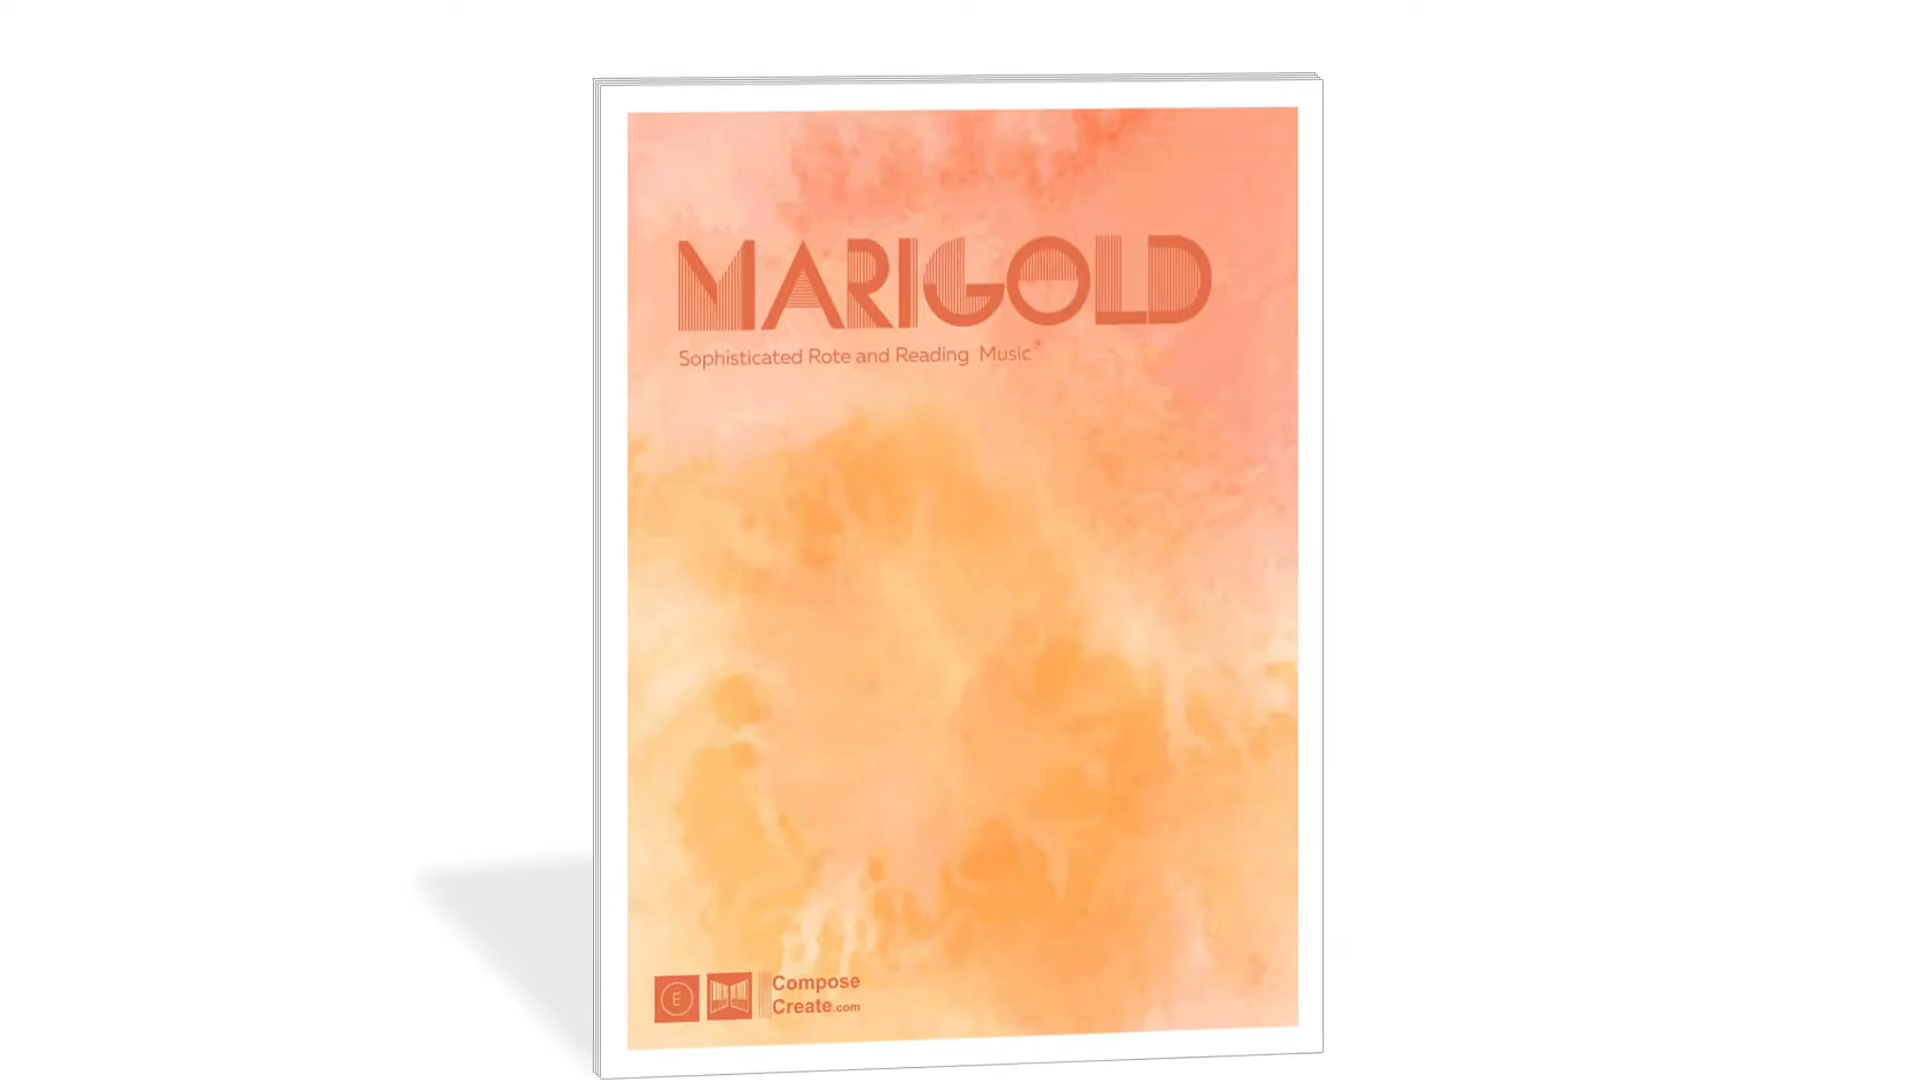 MARIGOLD
Sophisticated Rote and Reading Music®
E
Compose
Create.com